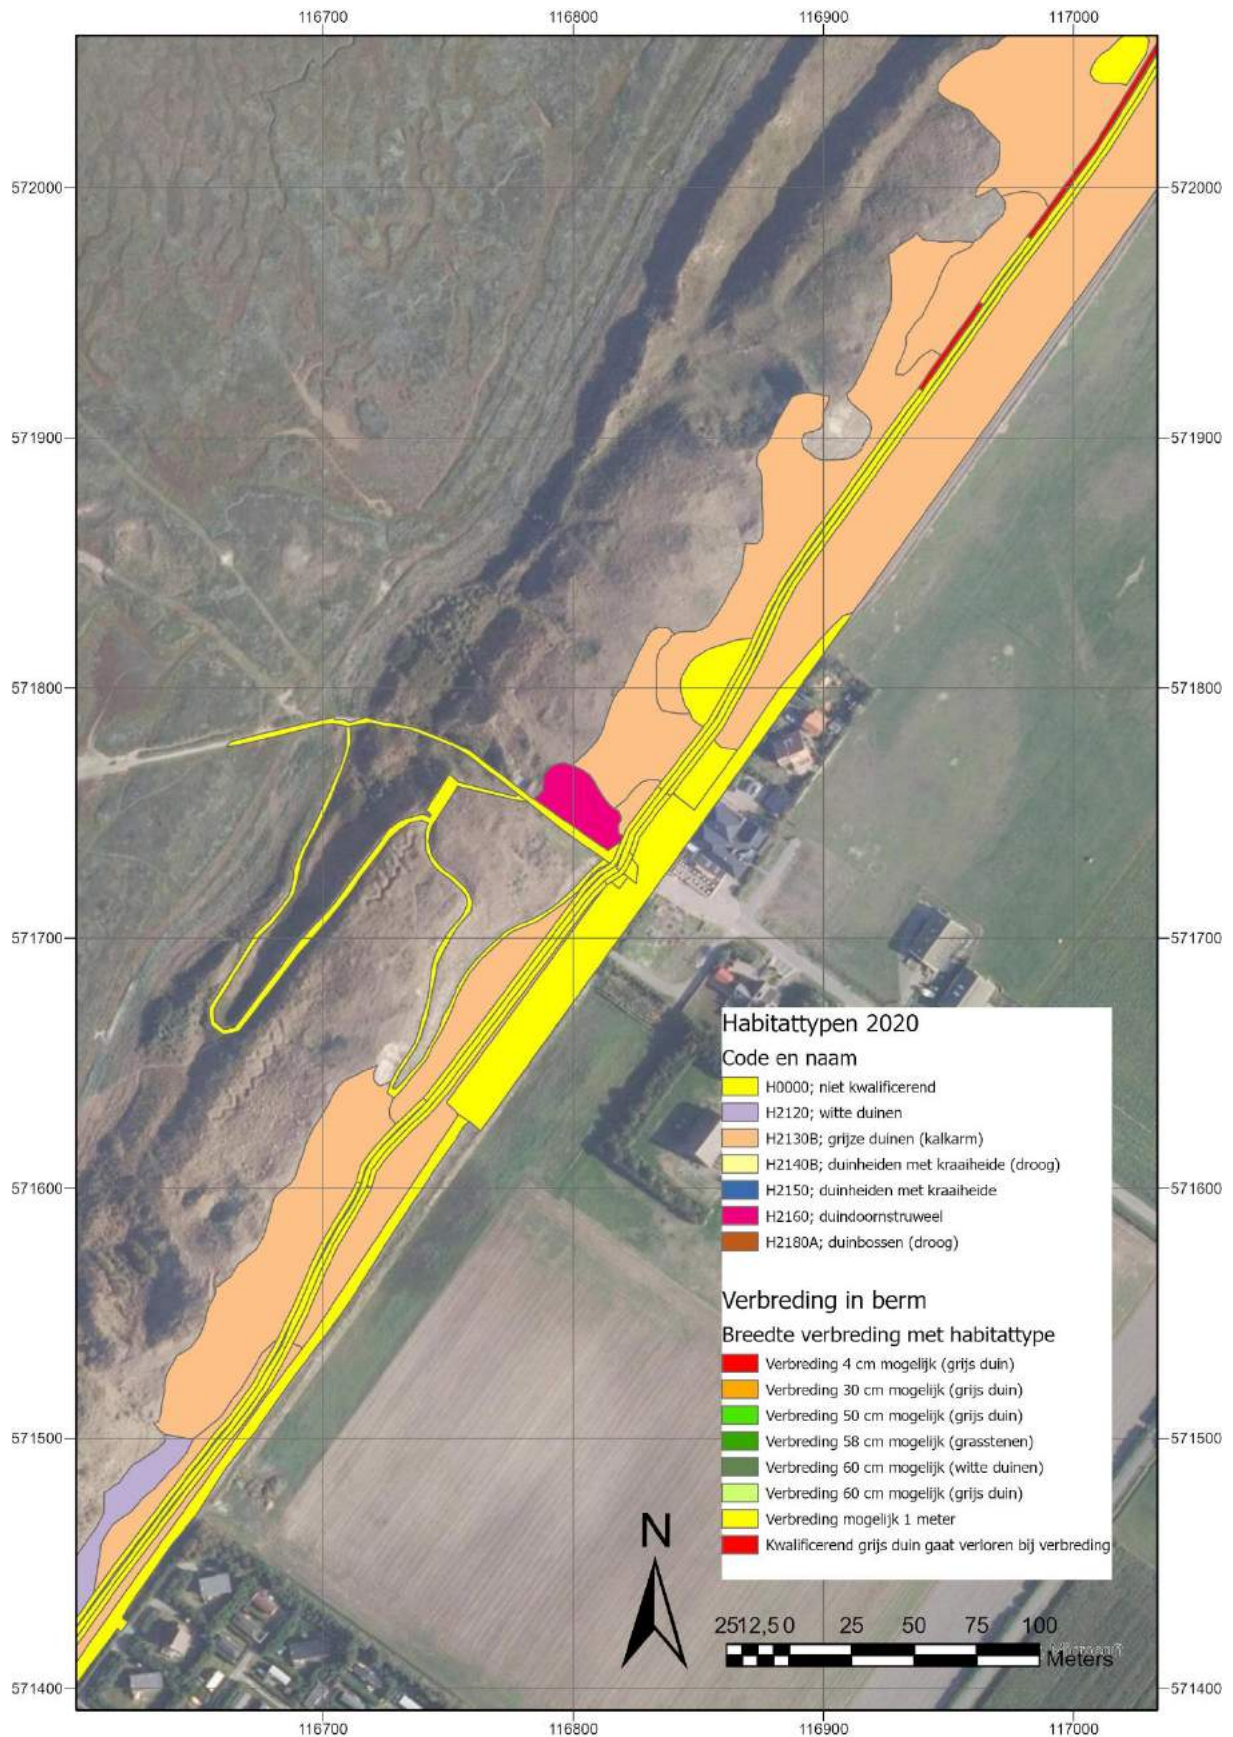 116700 116800 116900 117000
572000 572000
571900 571900
571800 571800
571700 571700
Habitattypen 2020
Code en naam
H0000; niet kwalificerend
H2120; witte duinen
H2130B; grijze duinen (kalkarm)
H2140B; duinheiden met kraaiheide (droog)
H2150; duinheiden met kraaiheide
H2160; duindoornstruweel
H2180A; duinbossen (droog)
571600 571600
Verbreding in berm
Breedte verbreding met habitattype
Verbreding 4 cm mogelijk (grijs duin)
Verbreding 30 cm mogelijk (grijs duin)
Verbreding 50 cm mogelijk (grijs duin)
Verbreding 58 cm mogelijk (grasstenen)
Verbreding 60 cm mogelijk (witte duinen)
Verbreding 60 cm mogelijk (grijs duin)
Verbreding mogelijk 1 meter
Kwalificerend grijs duin gaat verloren bij verbreding
571500 571500
N
25 12,5 0 25 50 75 100
Microsoft
Meters
571400 571400
116700 116800 116900 117000